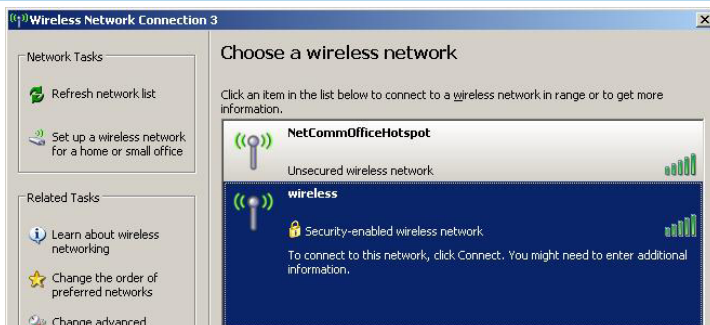 Wireless Network Connection 3
Network Tasks
Refresh network list
Set up a wireless network
for a home or small office
Related Tasks
Learn about wireless
networking
Change the order of
preferred networks
Change advanced
Choose a wireless network
Click an item in the list below to connect to a wireless network in range or to get more
information.
NetCommOfficeHotspot
Unsecured wireless network
wireless
Security-enabled wireless network
To connect to this network, click Connect. You might need to enter additional
information.